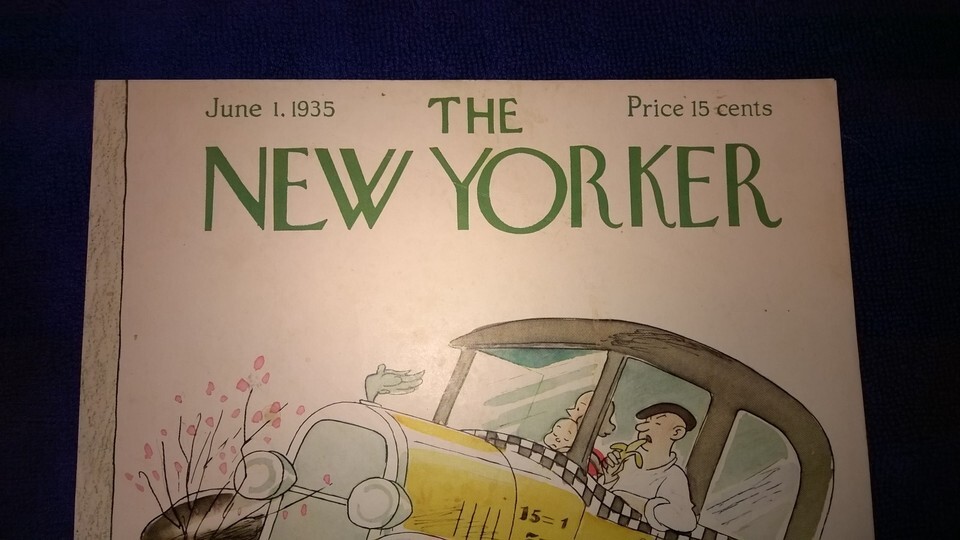 June 1, 1935
THE
Price 15 cents
NEW YORKER
15=1